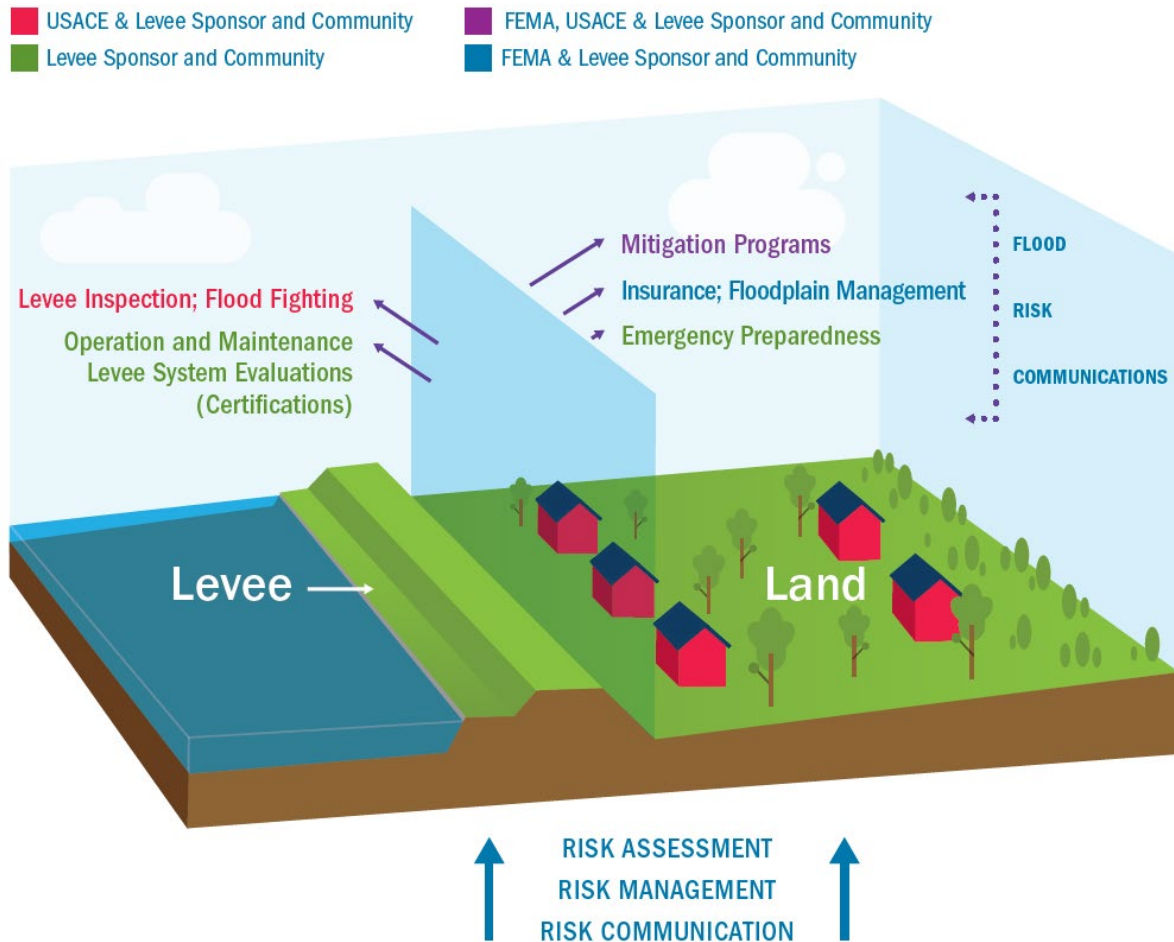 USACE & Levee Sponsor and Community
FEMA, USACE & Levee Sponsor and Community
Levee Sponsor and Community
FEMA & Levee Sponsor and Community
Mitigation Programs
Insurance; Floodplain Management
Emergency Preparedness
Levee Inspection; Flood Fighting
Operation and Maintenance
Levee System Evaluations
(Certifications)
FLOOD
RISK
COMMUNICATIONS
Levee
Land
RISK ASSESSMENT
RISK MANAGEMENT
RISK COMMUNICATION